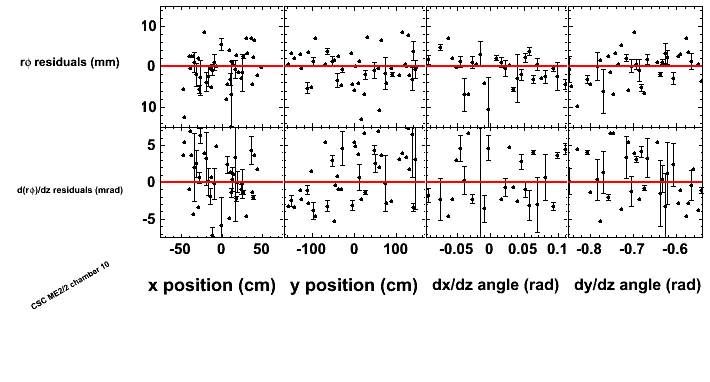 10
rφ residuals (mm)
0
10
5
d(rφ)/dz residuals (mrad)
0
-5
-50 0 50 -100 0 100 -0.05 0 0.05 0.1 -0.8 -0.7 -0.6
x position (cm) y position (cm) dx/dz angle (rad) dy/dz angle (rad)
CSC ME2/2 chamber 10